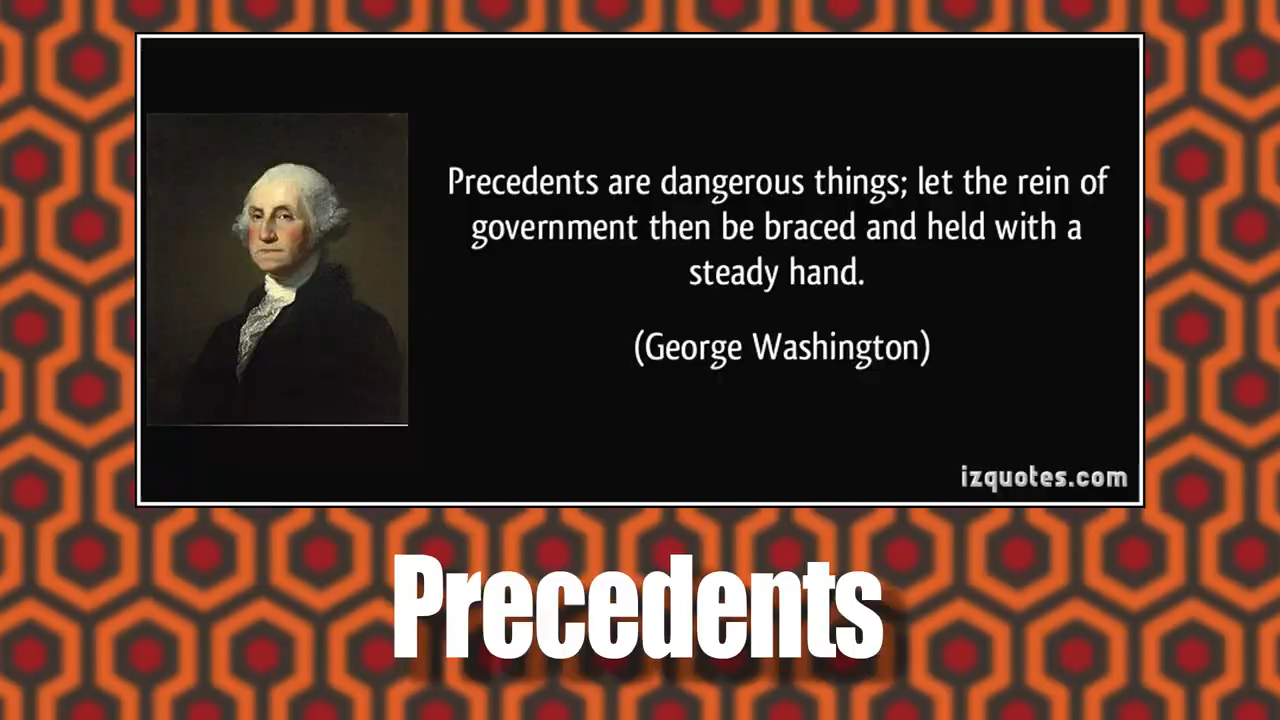 Precedents are dangerous things; let the rein of
government then be braced and held with a
steady hand.
(George Washington)
izquotes.com
Precedents